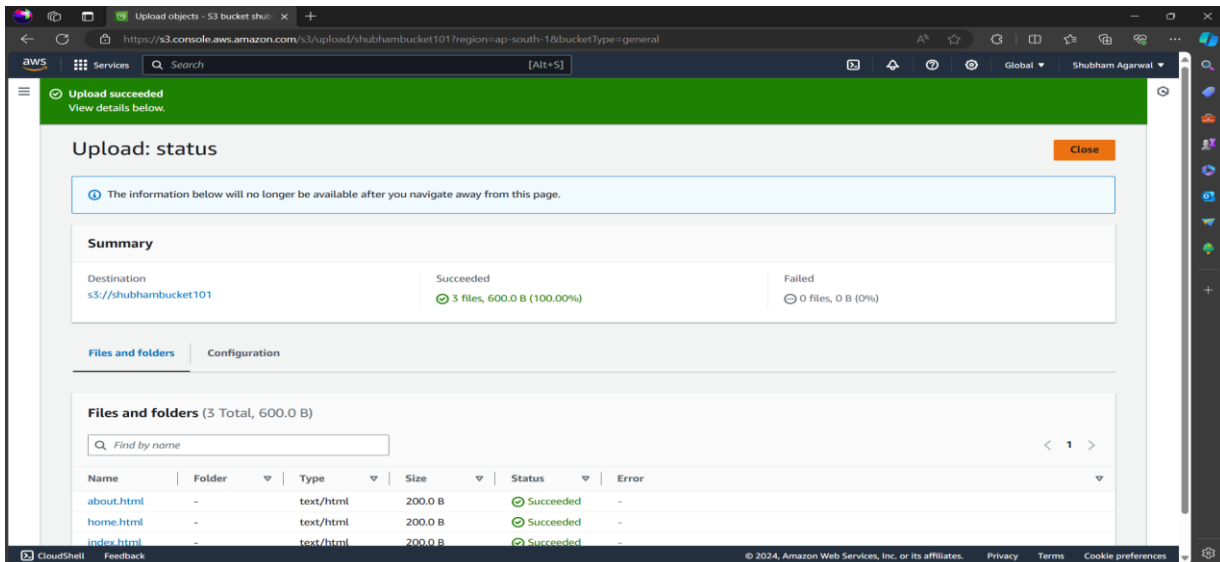 Upload objects - S3 bucket shub
https://s3.console.aws.amazon.com/s3/upload/shubhambucket101?region=ap-south-1&bucketType=general
aws Services Search [Alt+S] Global Shubham Agarwal
Upload succeeded
View details below.
Upload: status
Close
The information below will no longer be available after you navigate away from this page.
Summary
Destination Succeeded Failed
s3://shubhambucket101 3 files, 600.0 B (100.00%) 0 files, 0 B (0%)
Files and folders Configuration
Files and folders (3 Total, 600.0 B)
Find by name 1
Name Folder Type Size Status Error
about.html - text/html 200.0 B Succeeded -
home.html - text/html 200.0 B Succeeded -
index.html - text/html 200.0 B Succeeded -
CloudShell Feedback © 2024, Amazon Web Services, Inc. or its affiliates. Privacy Terms Cookie preferences